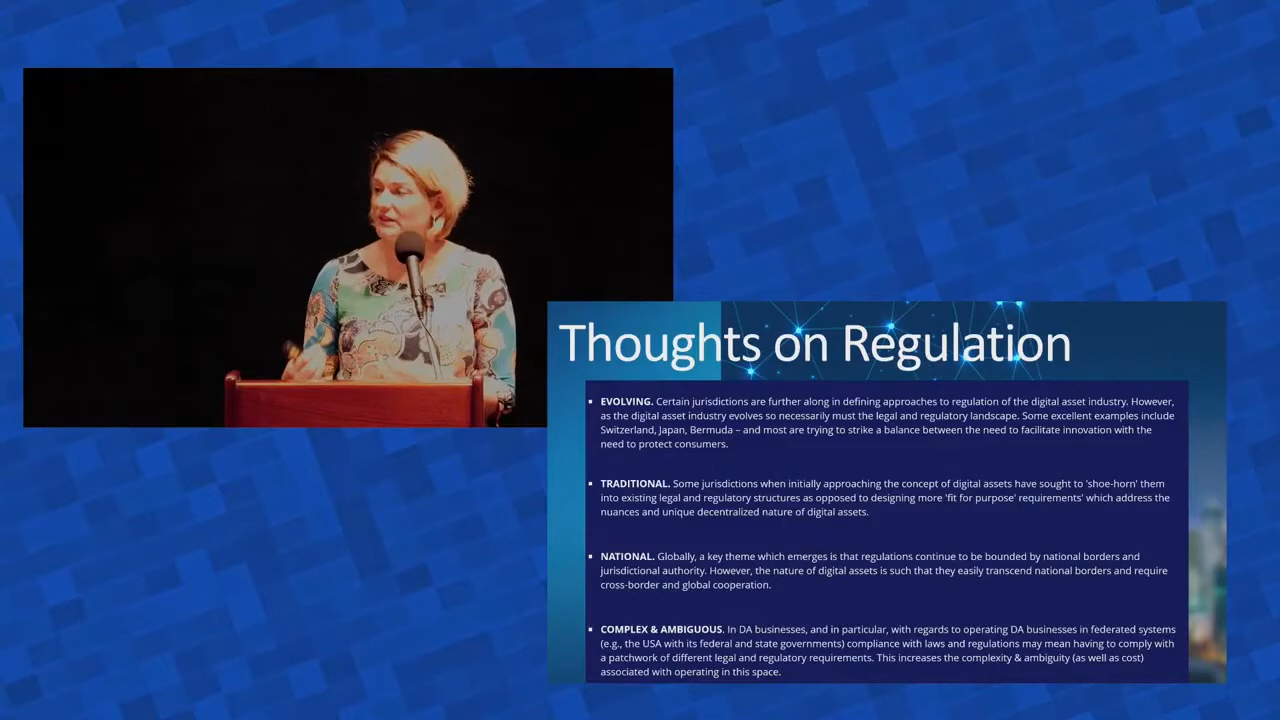 Thoughts on Regulation
▪ EVOLVING. Certain jurisdictions are further along in defining approaches to regulation of the digital asset industry. However,
as the digital asset industry evolves so necessarily must the legal and regulatory landscape. Some excellent examples include
Switzerland, Japan, Bermuda – and most are trying to strike a balance between the need to facilitate innovation with the
need to protect consumers.
▪ TRADITIONAL. Some jurisdictions when initially approaching the concept of digital assets have sought to 'shoe-horn' them
into existing legal and regulatory structures as opposed to designing more 'fit for purpose' requirements' which address the
nuances and unique decentralized nature of digital assets.
▪ NATIONAL. Globally, a key theme which emerges is that regulations continue to be bounded by national borders and
jurisdictional authority. However, the nature of digital assets is such that they easily transcend national borders and require
cross-border and global cooperation.
▪ COMPLEX & AMBIGUOUS. In DA businesses, and in particular, with regards to operating DA businesses in federated systems
(e.g., the USA with its federal and state governments) compliance with laws and regulations may mean having to comply with
a patchwork of different legal and regulatory requirements. This increases the complexity & ambiguity (as well as cost)
associated with operating in this space.